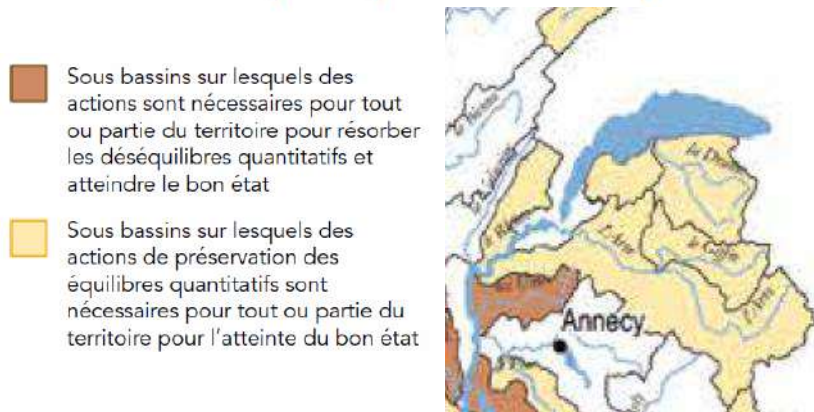 Sous bassins sur lesquels des
actions sont nécessaires pour tout
ou partie du territoire pour résorber
les déséquilibres quantitatifs et
atteindre le bon état
Sous bassins sur lesquels des
actions de préservation des
équilibres quantitatifs sont
nécessaires pour tout ou partie du
territoire pour l'atteinte du bon état
l'Arve
l'Arve
Annecy